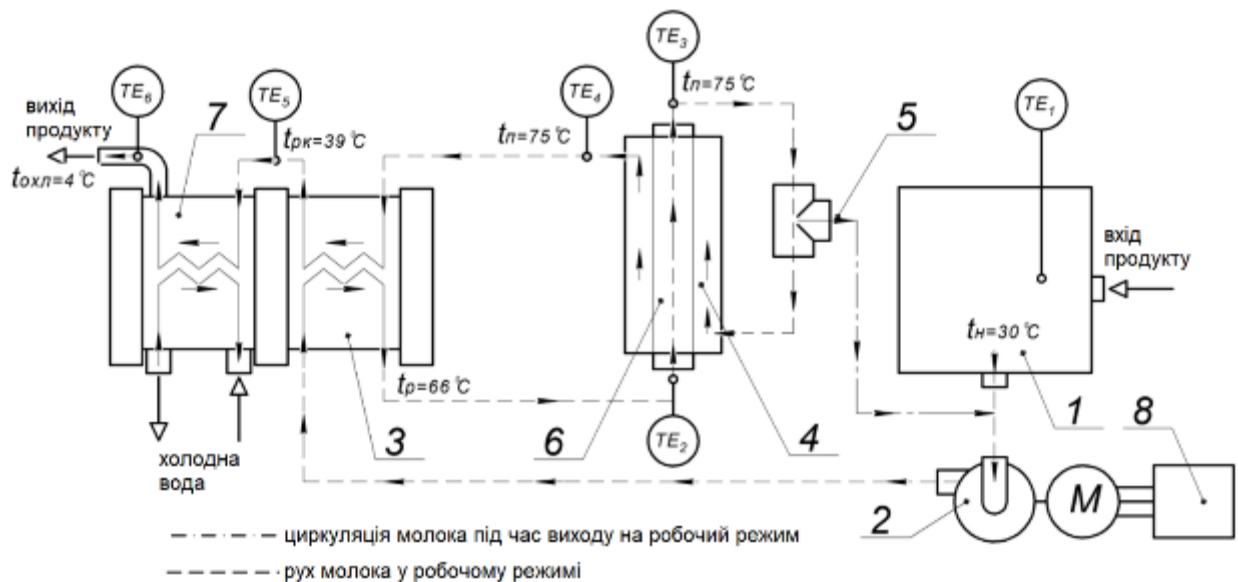 TE₆
TE₅
TE₄
TE₃
TE₁
вихід
продукту
7
tрк=39 °C
tп=75 °C
tп=75 °C
5
tохл=4 °C
вхід
продукту
tн=30 °C
tр=66 °C
холодна
вода
3
6
TE₂
4
1
8
2
M
циркуляція молока під час виходу на робочий режим
рух молока у робочому режимі